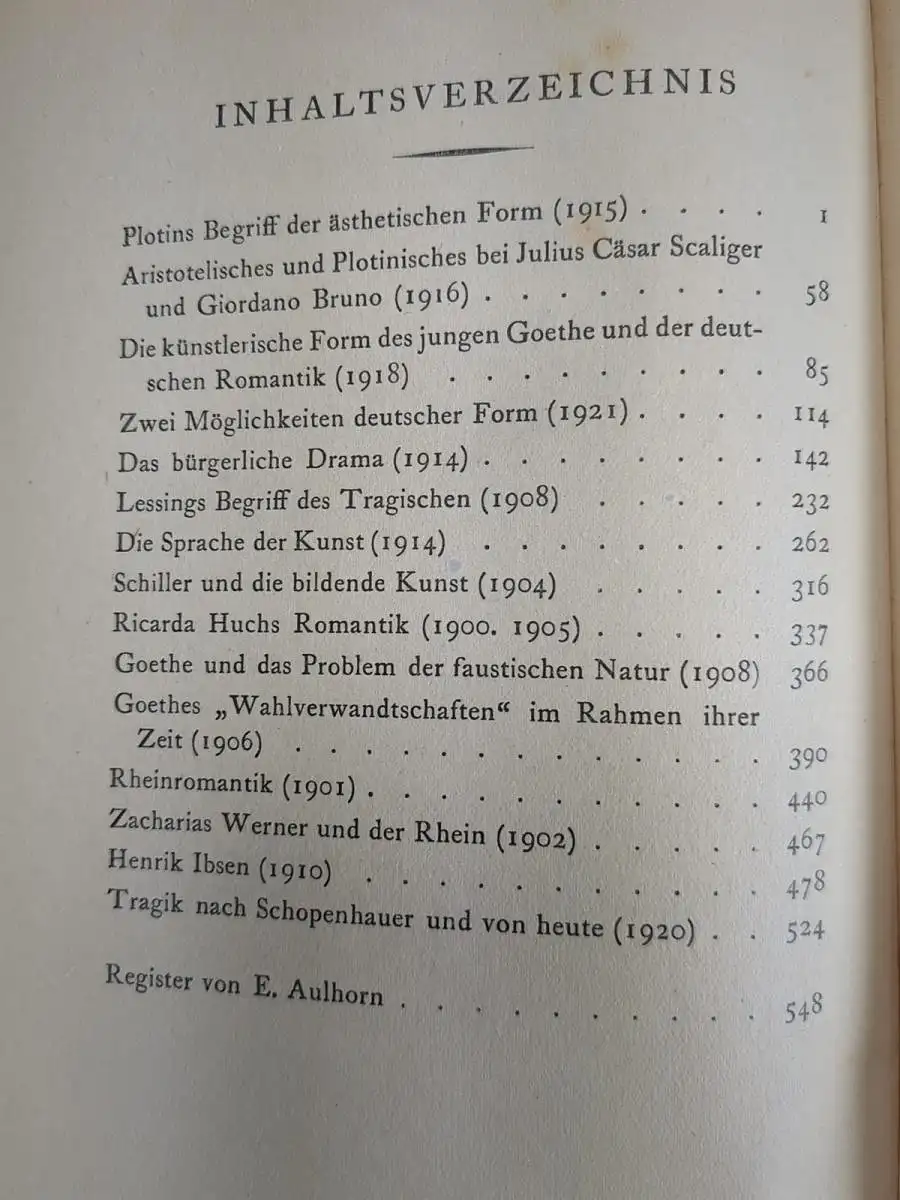 INHALTSVERZEICHNIS
Plotins Begriff der ästhetischen Form (1915) . . . . 1
Aristotelisches und Plotinisches bei Julius Cäsar Scaliger
und Giordano Bruno (1916) . . . . . . . . 58
Die künstlerische Form des jungen Goethe und der deut-
schen Romantik (1918) . . . . . . . . . 85
Zwei Möglichkeiten deutscher Form (1921) . . . . 114
Das bürgerliche Drama (1914) . . . . . . . . 142
Lessings Begriff des Tragischen (1908) . . . . . 232
Die Sprache der Kunst (1914) . . . . . . . . 262
Schiller und die bildende Kunst (1904) . . . . . 316
Ricarda Huchs Romantik (1900. 1905) . . . . . 337
Goethe und das Problem der faustischen Natur (1908) 366
Goethes „Wahlverwandtschaften“ im Rahmen ihrer
Zeit (1906) . . . . . . . . . . . . . 390
Rheinromantik (1901) . . . . . . . . . . . 440
Zacharias Werner und der Rhein (1902) . . . . . 467
Henrik Ibsen (1910) . . . . . . . . . . . 478
Tragik nach Schopenhauer und von heute (1920) . . 524
Register von E. Aulhorn . . . . . . . . . . 548